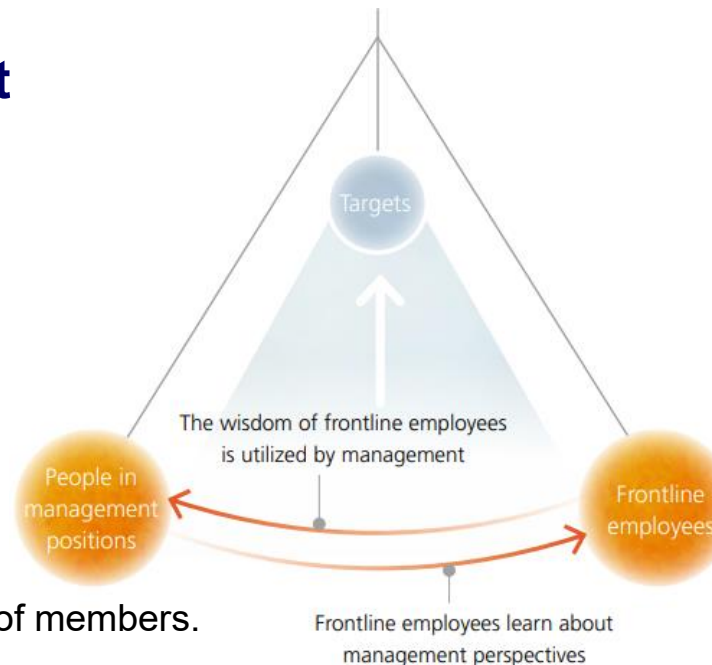 t
Targets
The wisdom of frontline employees
is utilized by management
People in
management
positions
Frontline
employees
of members.
Frontline employees learn about
management perspectives